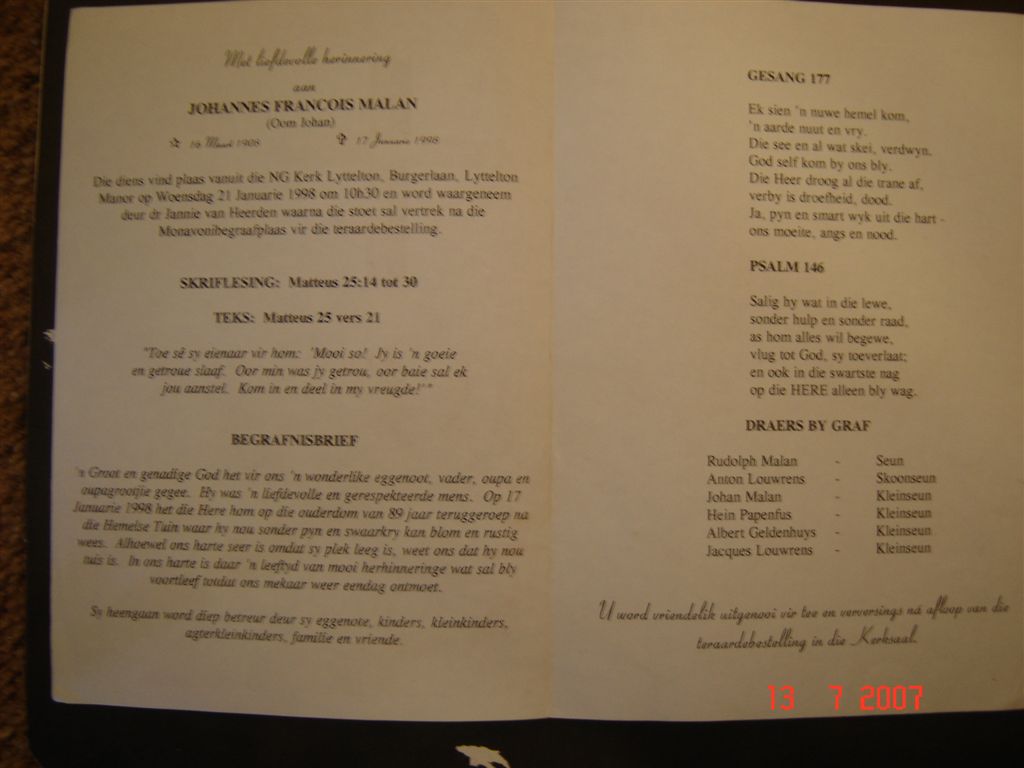 Met liefdevolle herinnering
aan
JOHANNES FRANCOIS MALAN
(Oom Johan)
16 Maart 1908 17 Januarie 1998
Die diens vind plaas vanuit die NG Kerk Lyttelton, Burgerlaan, Lyttelton
Manor op Woensdag 21 Januarie 1998 om 10h30 en word waargeneem
deur dr Jannie van Heerden waarna die stoet sal vertrek na die
Monavonibegraafplaas vir die teraardebestelling.
SKRIFLESING: Matteus 25:14 tot 30
TEKS: Matteus 25 vers 21
"Toe sê sy eienaar vir hom: 'Mooi so! Jy is 'n goeie
en getroue slaaf. Oor min was jy getrou, oor baie sal ek
jou aanstel. Kom in en deel in my vreugde!'"
BEGRAFNISBRIEF
'n Groot en genadige God het vir ons 'n wonderlike eggenoot, vader, oupa en
oupagrootjie gegee. Hy was 'n liefdevolle en gerespekteerde mens. Op 17
Januarie 1998 het die Here hom op die ouderdom van 89 jaar teruggeroep na
die Hemelse Tuin waar hy nou sonder pyn en swaarkry kan blom en rustig
wees. Alhoewel ons harte seer is omdat sy plek leeg is, weet ons dat hy nou
tuis is. In ons harte is daar 'n leeftyd van mooi herhinneringe wat sal bly
voortleef totdat ons mekaar weer eendag ontmoet.
Sy heengaan word diep betreur deur sy eggenote, kinders, kleinkinders,
agterkleinkinders, familie en vriende.
GESANG 177
Ek sien 'n nuwe hemel kom,
'n aarde nuut en vry.
Die see en al wat skei, verdwyn,
God self kom by ons bly.
Die Heer droog al die trane af,
verby is droefheid, dood.
Ja, pyn en smart wyk uit die hart -
ons moeite, angs en nood.
PSALM 146
Salig hy wat in die lewe,
sonder hulp en sonder raad,
as hom alles wil begewe,
vlug tot God, sy toeverlaat;
en ook in die swartste nag
op die HERE alleen bly wag.
DRAERS BY GRAF
Rudolph Malan - Seun
Anton Louwrens - Skoonseun
Johan Malan - Kleinseun
Hein Papenfus - Kleinseun
Albert Geldenhuys - Kleinseun
Jacques Louwrens - Kleinseun
U word vriendelik uitgenooi vir tee en verversings ná afloop van die
teraardebestelling in die Kerksaal.
13 7 2007